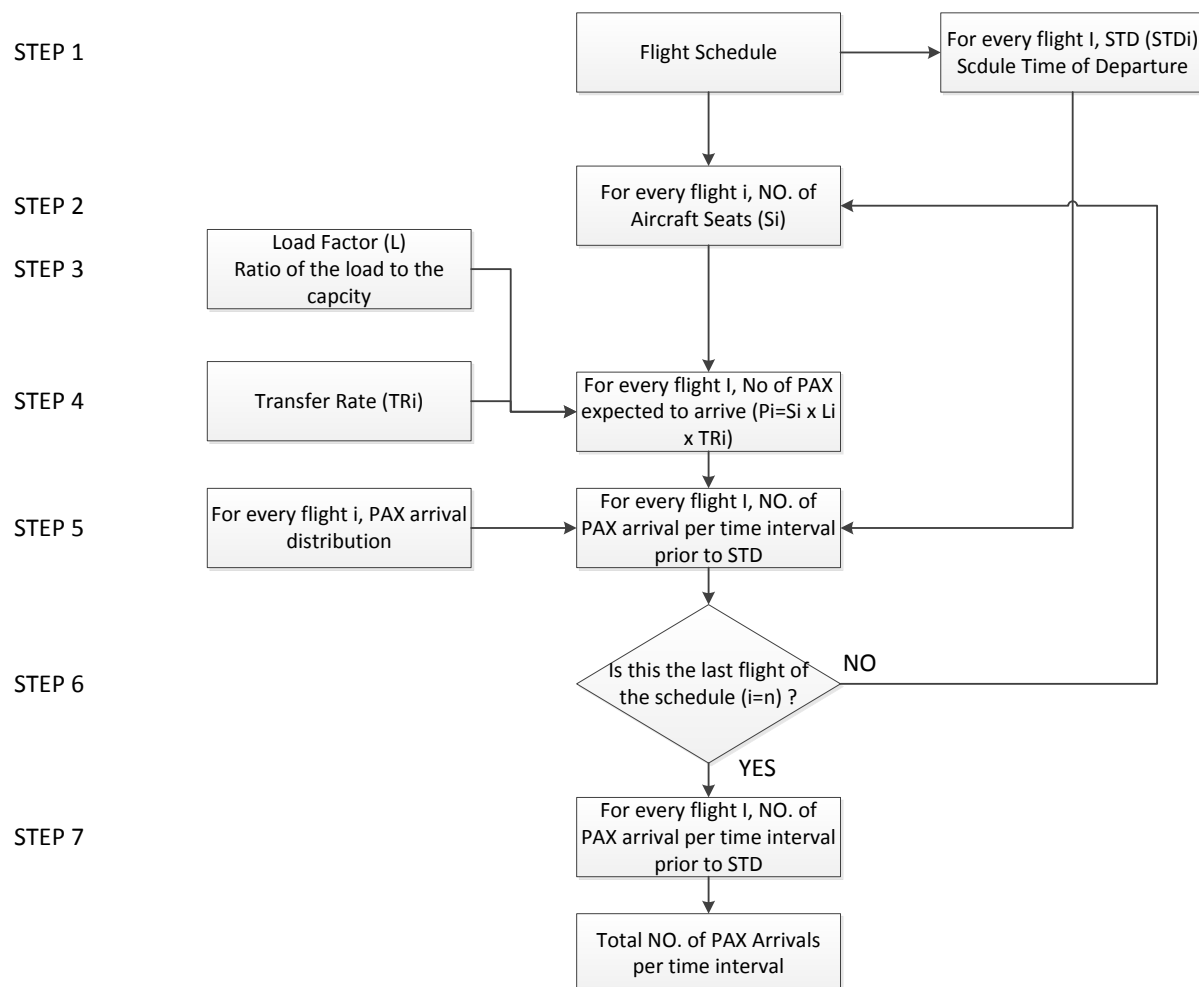 STEP 1
Flight Schedule
For every flight I, STD (STDi)
Scdule Time of Departure
STEP 2
For every flight i, NO. of
Aircraft Seats (Si)
STEP 3
Load Factor (L)
Ratio of the load to the
capcity
STEP 4
Transfer Rate (TRi)
For every flight I, No of PAX
expected to arrive (Pi=Si x Li
x TRi)
STEP 5
For every flight i, PAX arrival
distribution
For every flight I, NO. of
PAX arrival per time interval
prior to STD
STEP 6
Is this the last flight of
the schedule (i=n) ?
NO
YES
STEP 7
For every flight I, NO. of
PAX arrival per time interval
prior to STD
Total NO. of PAX Arrivals
per time interval